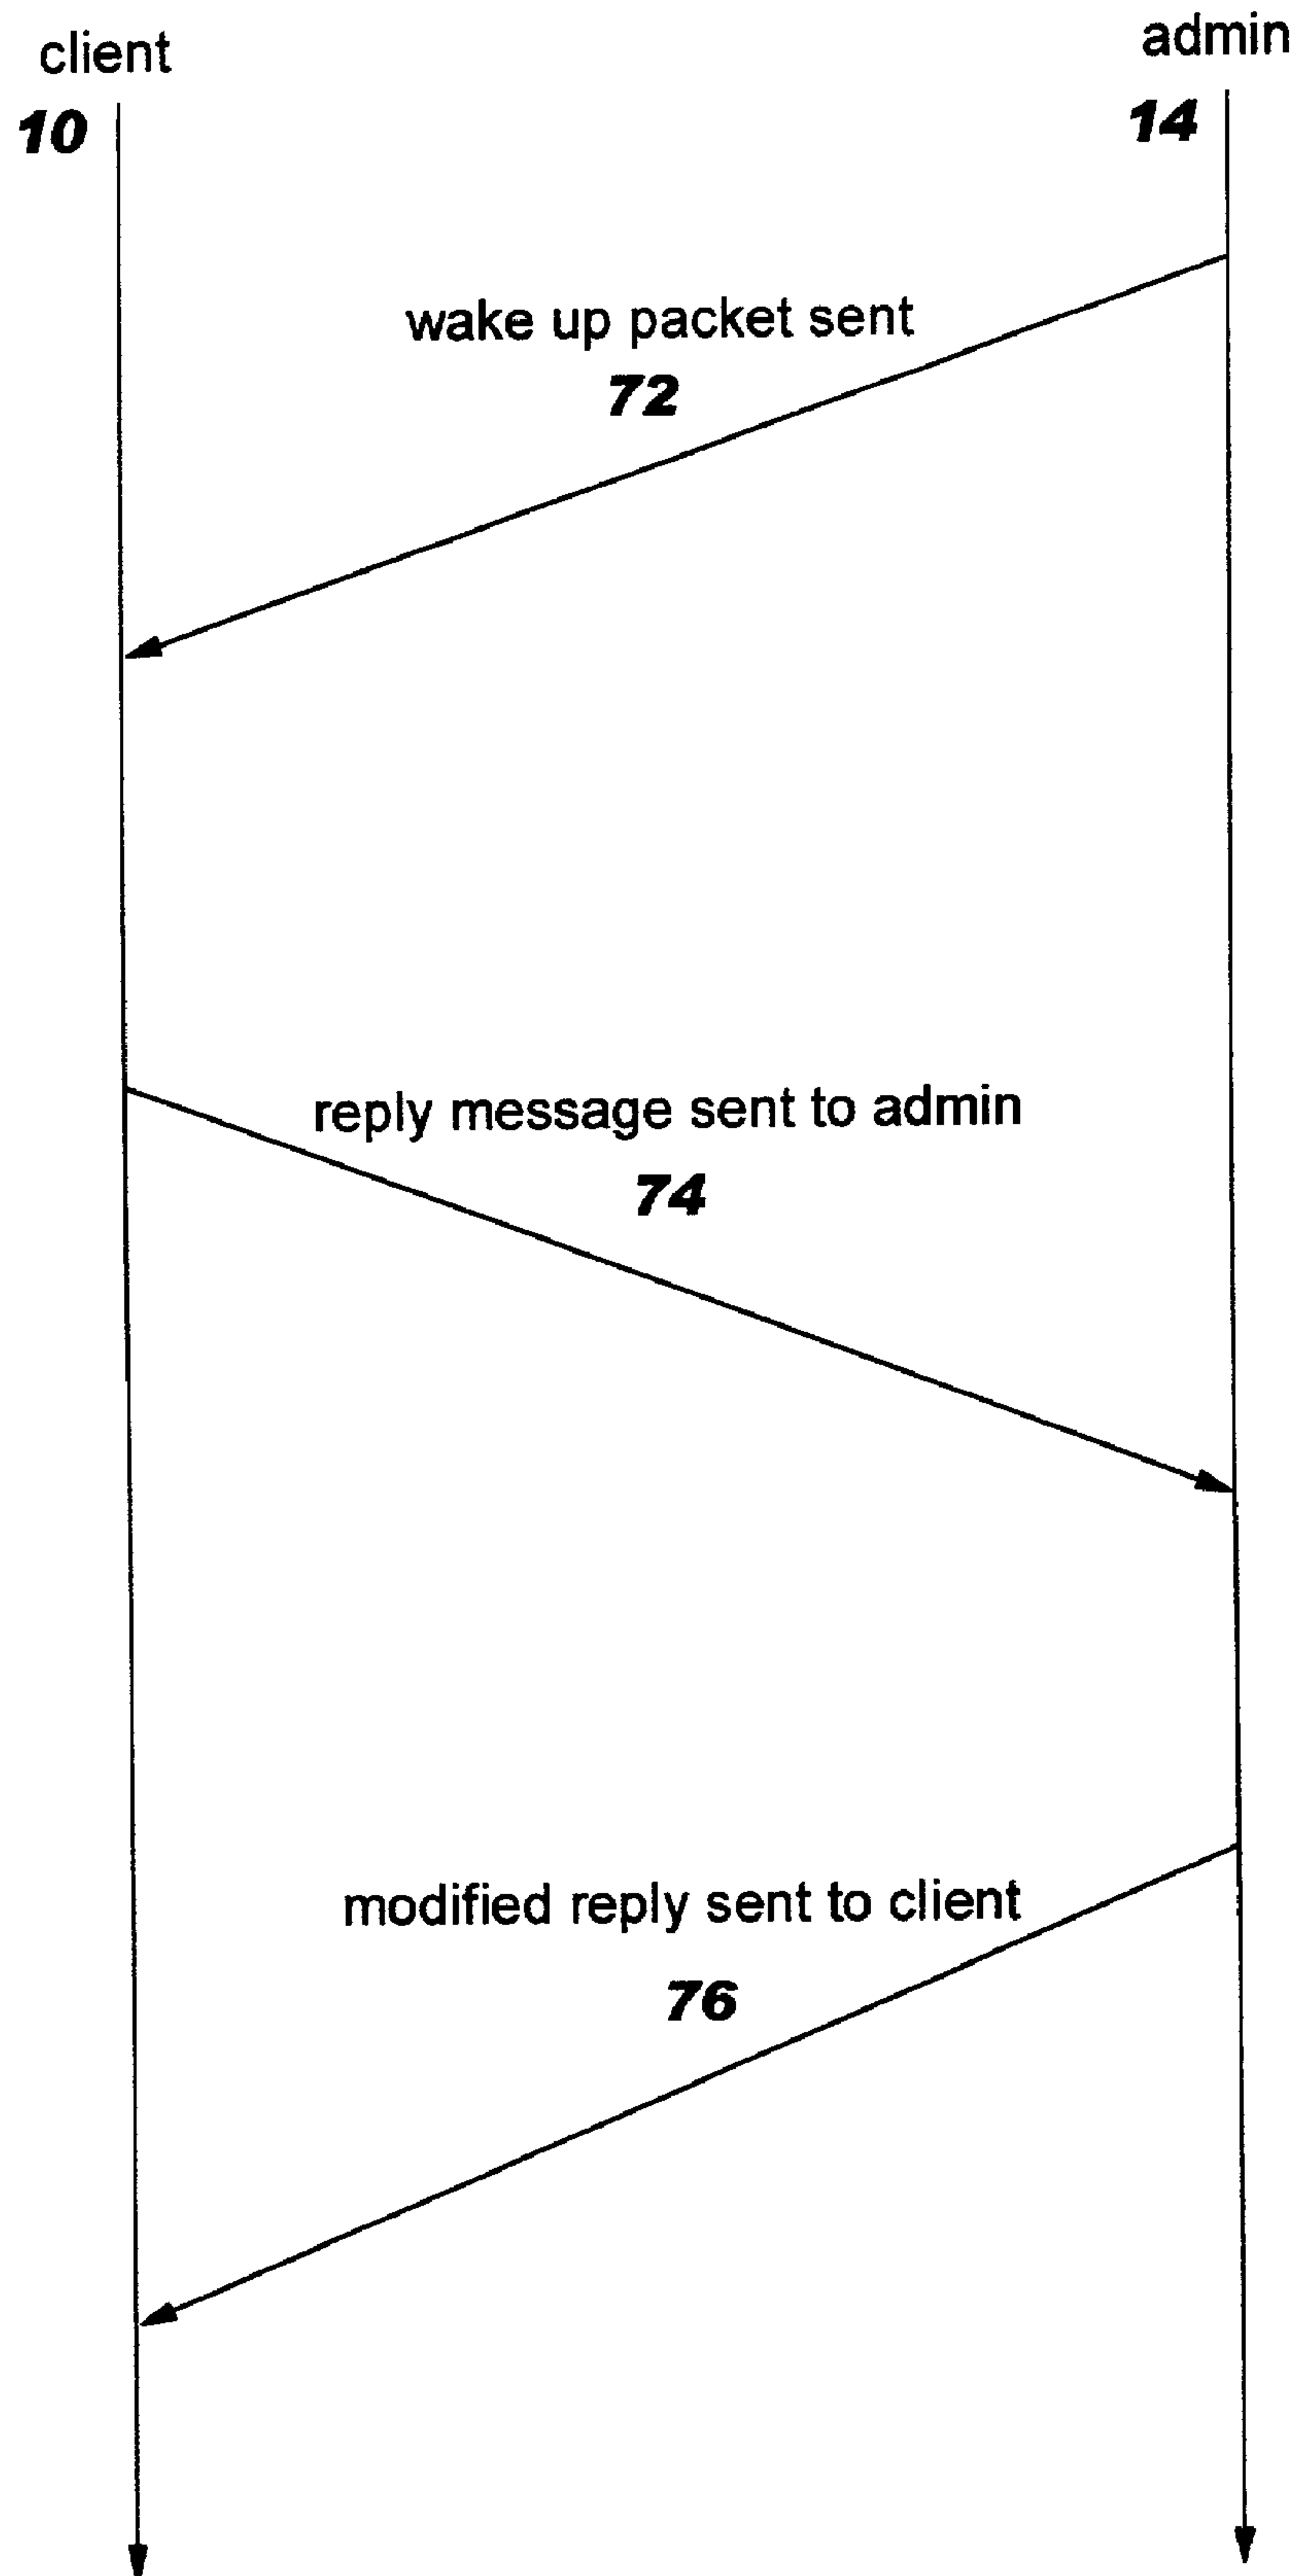 client
admin
10
14
wake up packet sent
72
reply message sent to admin
74
modified reply sent to client
76